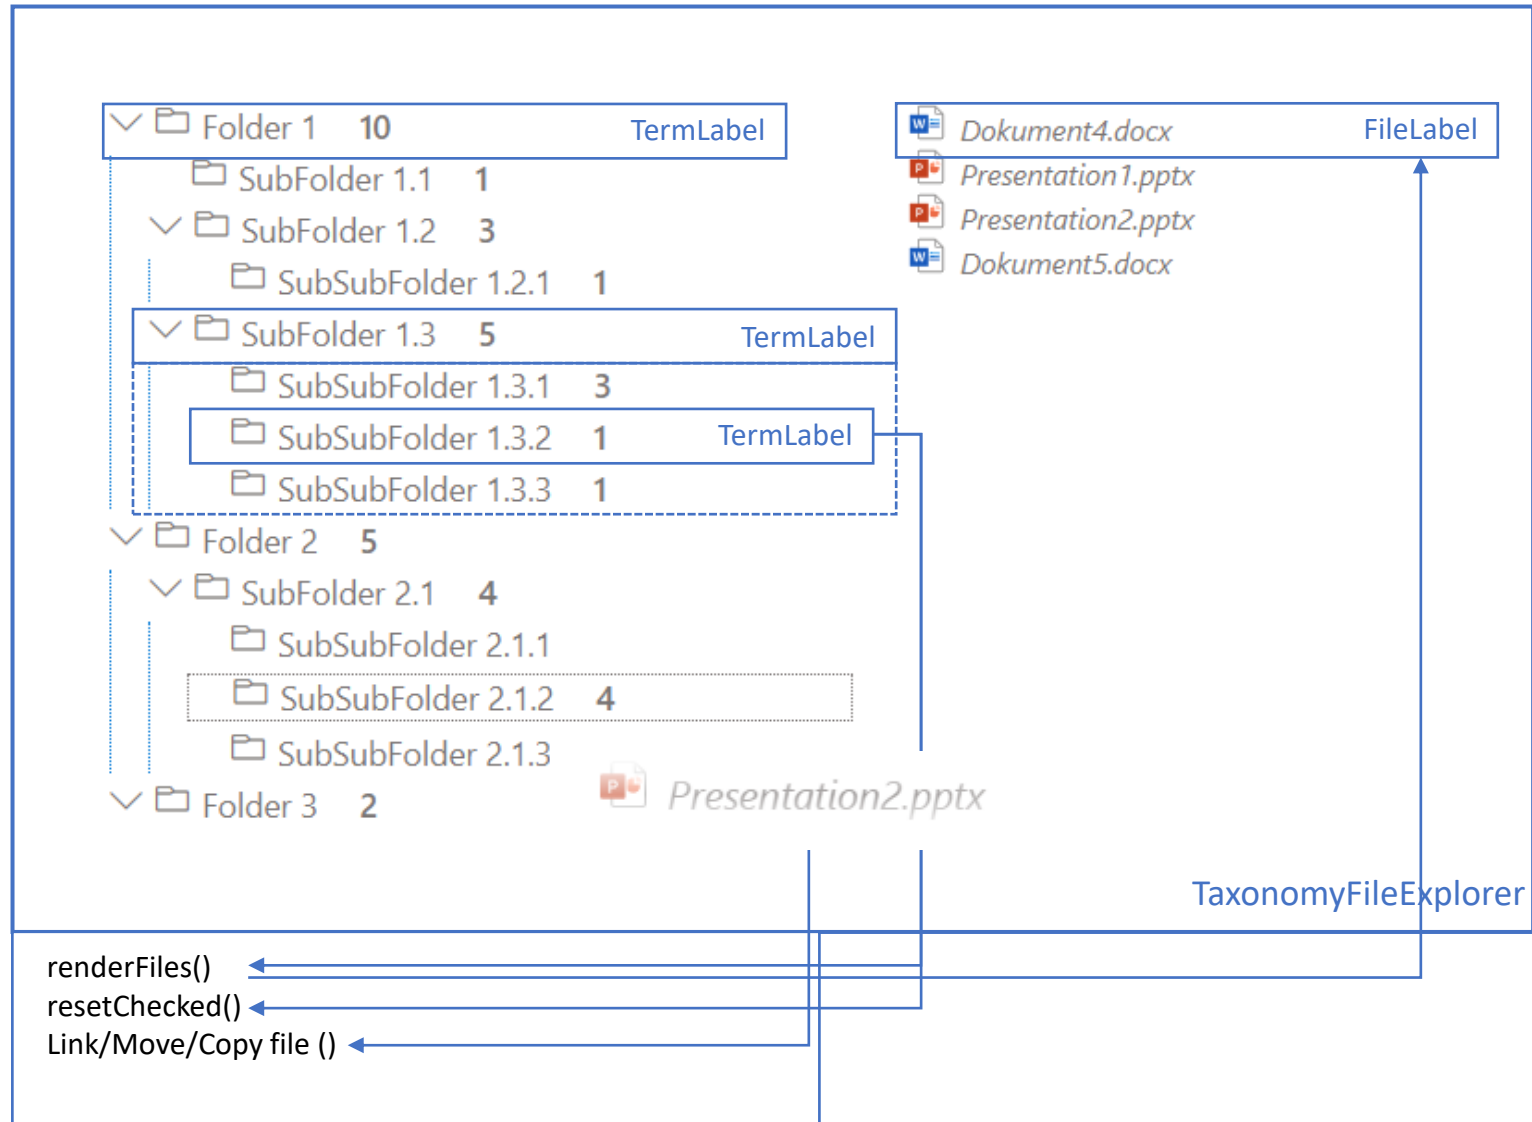 Folder 1 10 TermLabel
SubFolder 1.1 1
SubFolder 1.2 3
SubSubFolder 1.2.1 1
SubFolder 1.3 5 TermLabel
SubSubFolder 1.3.1 3
SubSubFolder 1.3.2 1 TermLabel
SubSubFolder 1.3.3 1
Folder 2 5
SubFolder 2.1 4
SubSubFolder 2.1.1
SubSubFolder 2.1.2 4
SubSubFolder 2.1.3
Folder 3 2
Dokument4.docx FileLabel
Presentation1.pptx
Presentation2.pptx
Dokument5.docx
Presentation2.pptx
TaxonomyFileExplorer
renderFiles()
resetChecked()
Link/Move/Copy file ()